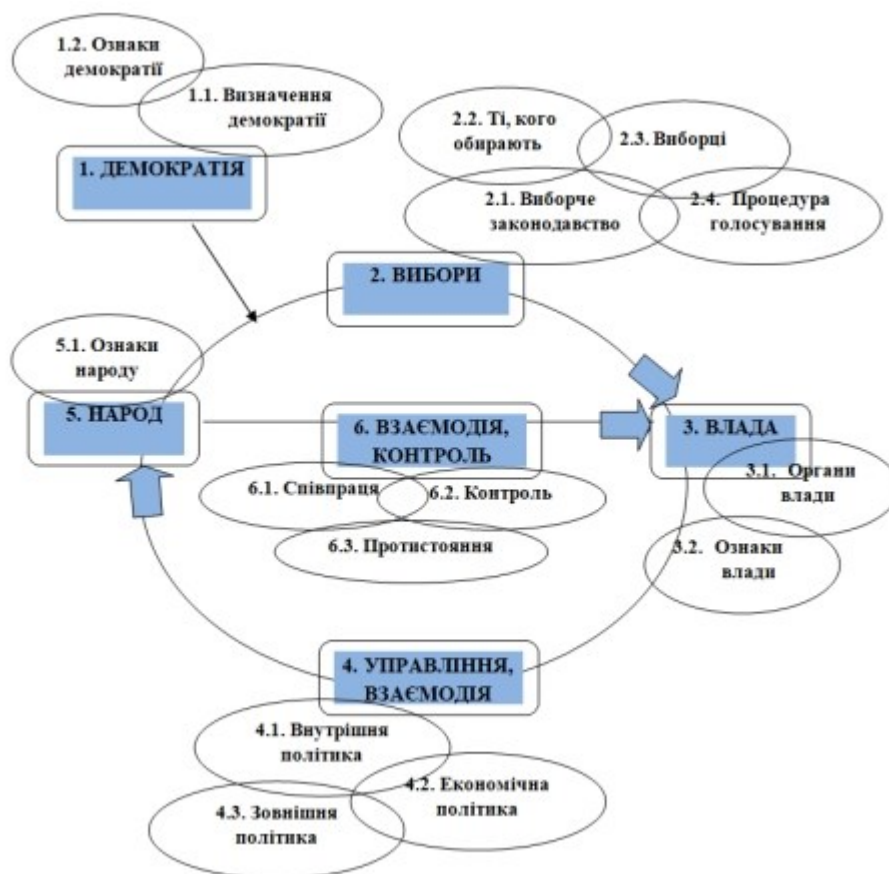 1.2. Ознаки
демократії
1.1. Визначення
демократії
1. ДЕМОКРАТІЯ
2.2. Ті, кого
обирають
2.3. Виборці
2.1. Виборче
законодавство
2.4. Процедура
голосування
2. ВИБОРИ
5.1. Ознаки
народу
5. НАРОД
6. ВЗАЄМОДІЯ,
КОНТРОЛЬ
3. ВЛАДА
6.1. Співпраця
6.2. Контроль
6.3. Протистояння
3.1. Органи
влади
3.2. Ознаки
влади
4. УПРАВЛІННЯ,
ВЗАЄМОДІЯ
4.1. Внутрішня
політика
4.2. Економічна
політика
4.3. Зовнішня
політика